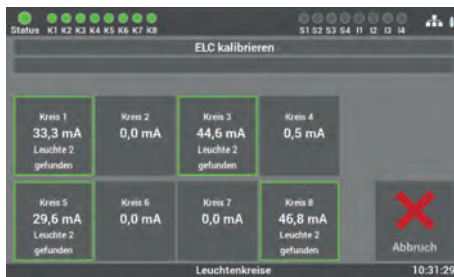 Status K1 K2 K3 K4 K5 K6 K7 K8 S1 S2 S3 S4 I1 I2 I3 I4
ELC kalibrieren
Kreis 1 Kreis 2 Kreis 3 Kreis 4
33,3 mA 0,0 mA 44,6 mA 0,5 mA
Leuchte 2 Leuchte 2
gefunden gefunden
Kreis 5 Kreis 6 Kreis 7 Kreis 8
29,6 mA 0,0 mA 0,0 mA 46,8 mA
Leuchte 2 Leuchte 2
gefunden gefunden
Abbruch
Leuchtenkreise 10:31:29